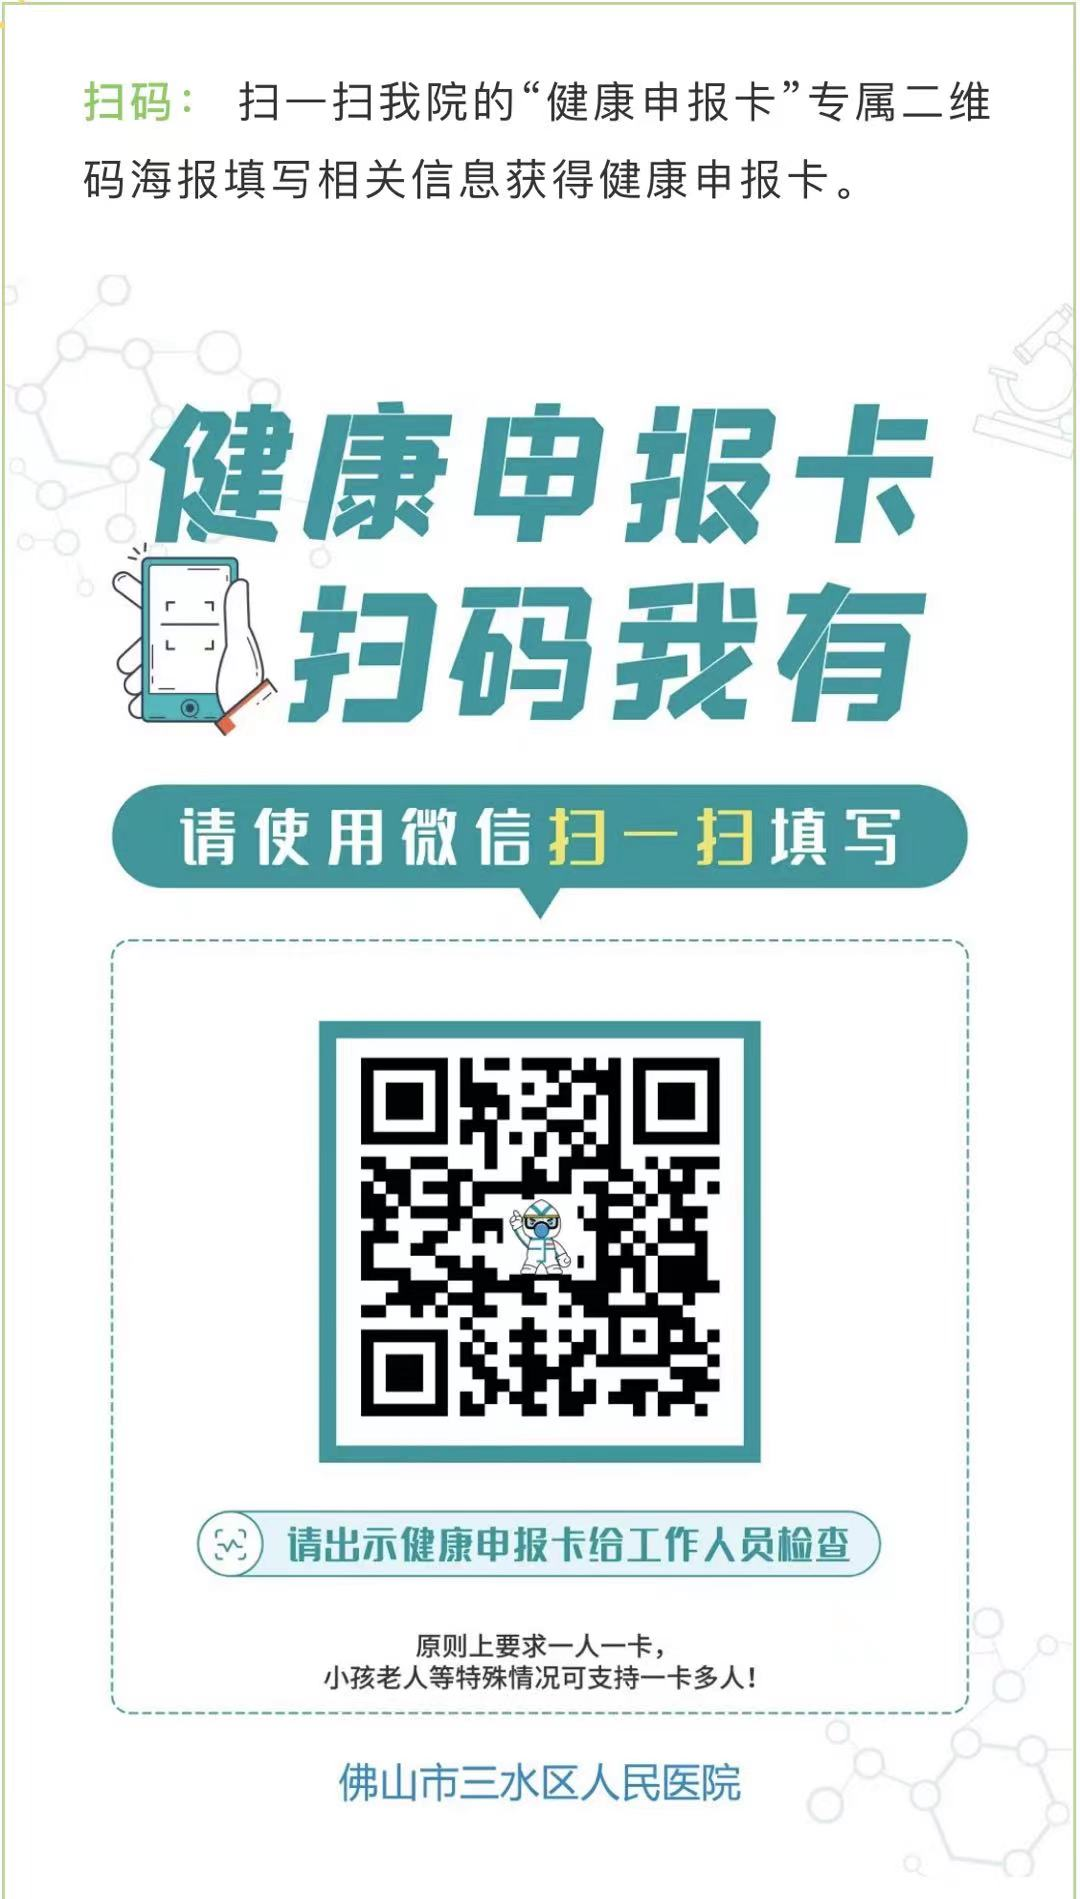 扫码： 扫一扫我院的“健康申报卡”专属二维
码海报填写相关信息获得健康申报卡。
健康申报卡
扫码我有
请使用微信扫一扫填写
请出示健康申报卡给工作人员检查
原则上要求一人一卡，
小孩老人等特殊情况可支持一卡多人！
佛山市三水区人民医院